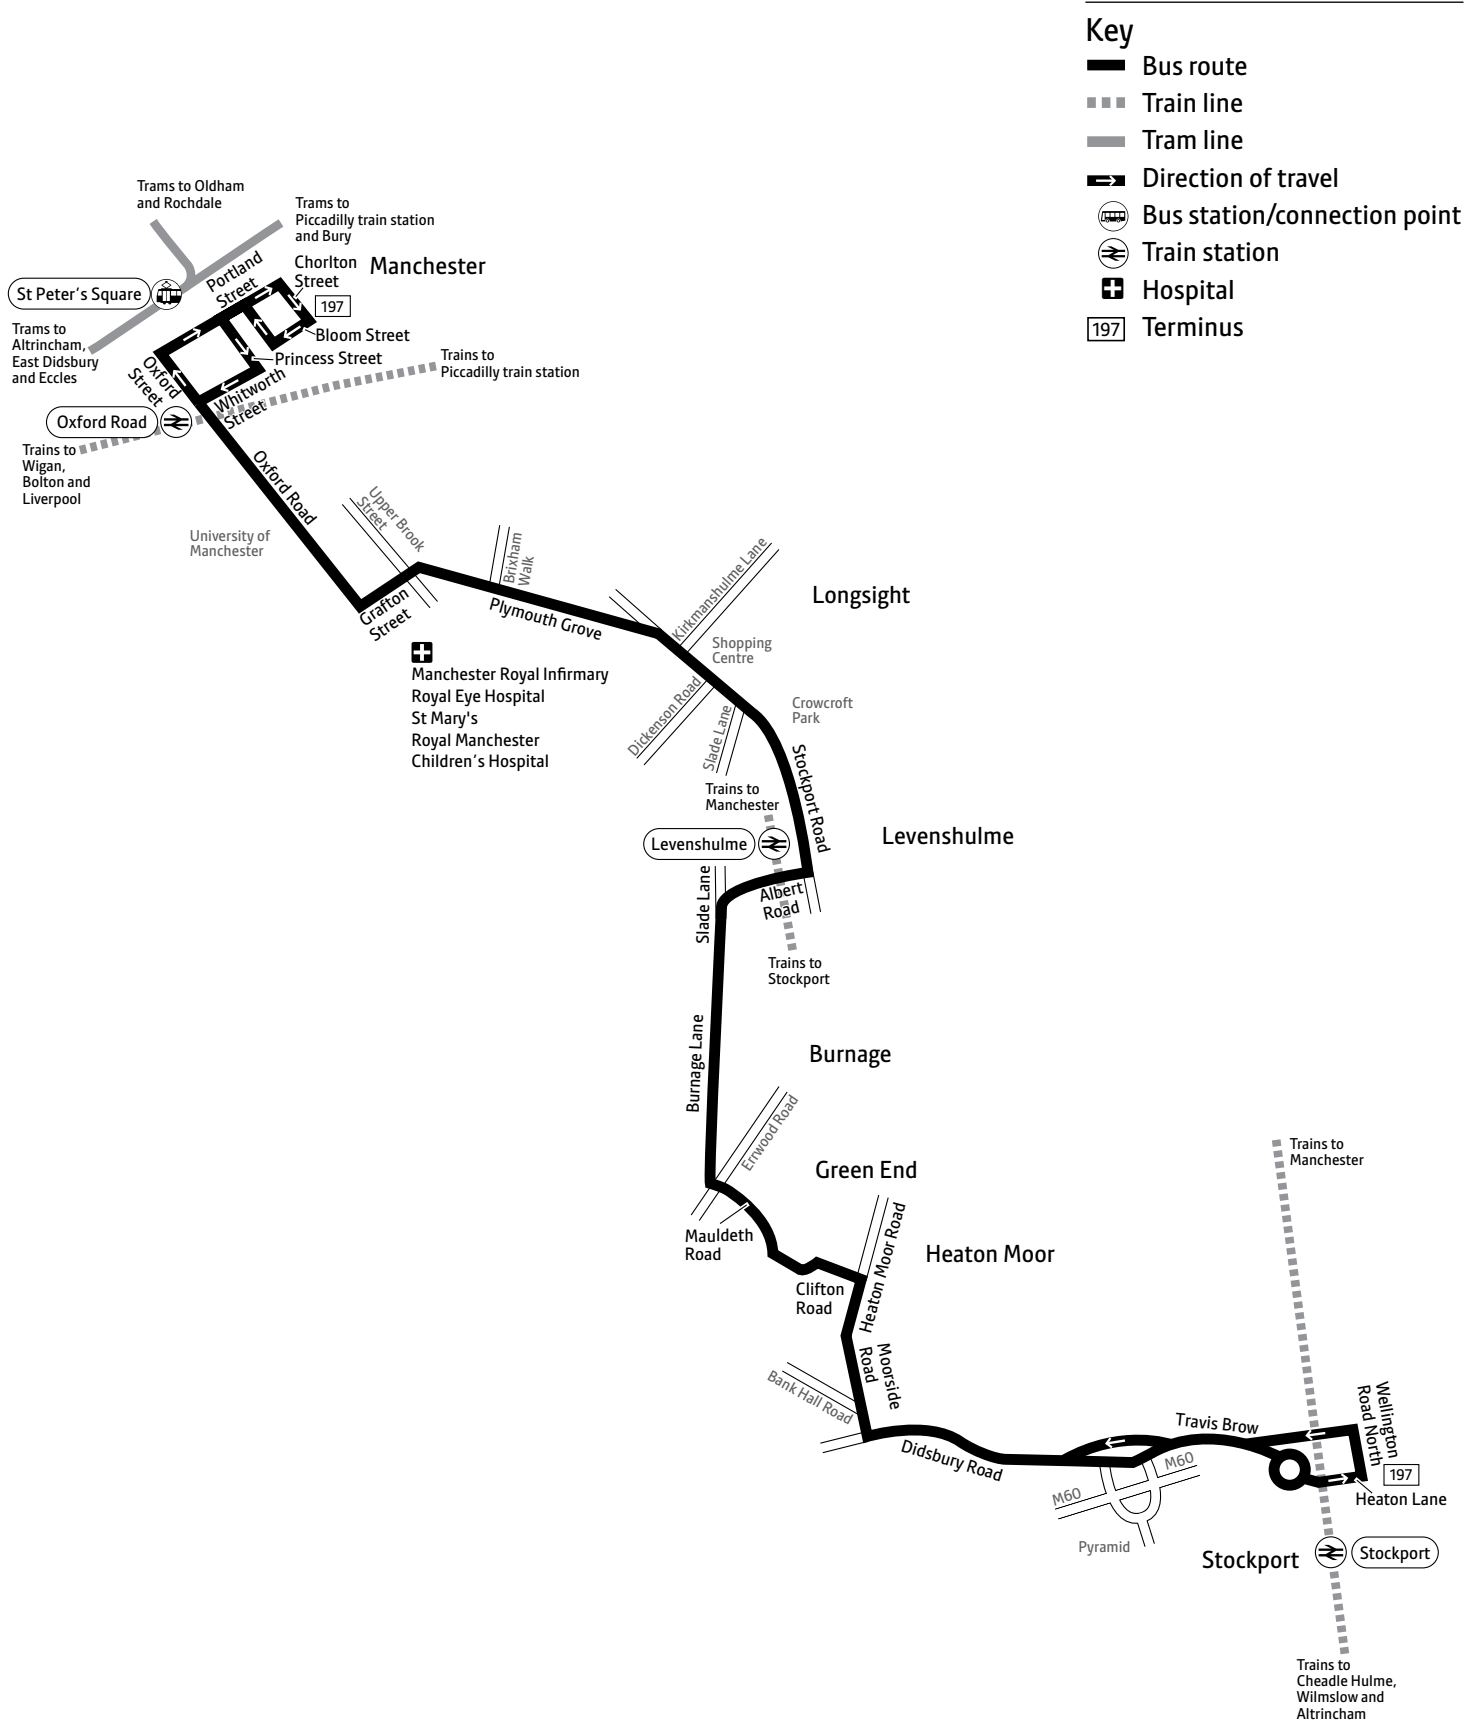 Key
Bus route
Train line
Tram line
Direction of travel
Bus station/connection point
Train station
Hospital
197
Terminus
Trams to Oldham
and Rochdale
Trams to
Piccadilly train station
and Bury
Portland
Street
Chorlton
Street
Manchester
197
St Peter's Square
Bloom Street
Princess Street
Trams to
Altrincham,
East Didsbury
and Eccles
Oxford
Street
Whitworth
Street
Trains to
Piccadilly train station
Oxford Road
Trains to
Wigan,
Bolton and
Liverpool
Oxford Road
University of
Manchester
Upper Brook
Street
Brixham
Walk
Grafton
Street
Plymouth Grove
Kirkmanshulme Lane
Longsight
Shopping
Centre
Manchester Royal Infirmary
Royal Eye Hospital
St Mary's
Royal Manchester
Children´s Hospital
Dickenson Road
Slade Lane
Crowcroft
Park
Stockport Road
Trains to
Manchester
Levenshulme
Levenshulme
Slade Lane
Albert
Road
Trains to
Stockport
Burnage Lane
Burnage
Errwood Road
Green End
Mauldeth
Road
Heaton Moor Road
Heaton Moor
Clifton
Road
Moorside
Road
Bank Hall Road
Didsbury Road
Trains to
Manchester
Travis Brow
Wellington
Road North
197
Heaton Lane
M60
M60
Pyramid
Stockport
Stockport
Trains to
Cheadle Hulme,
Wilmslow and
Altrincham